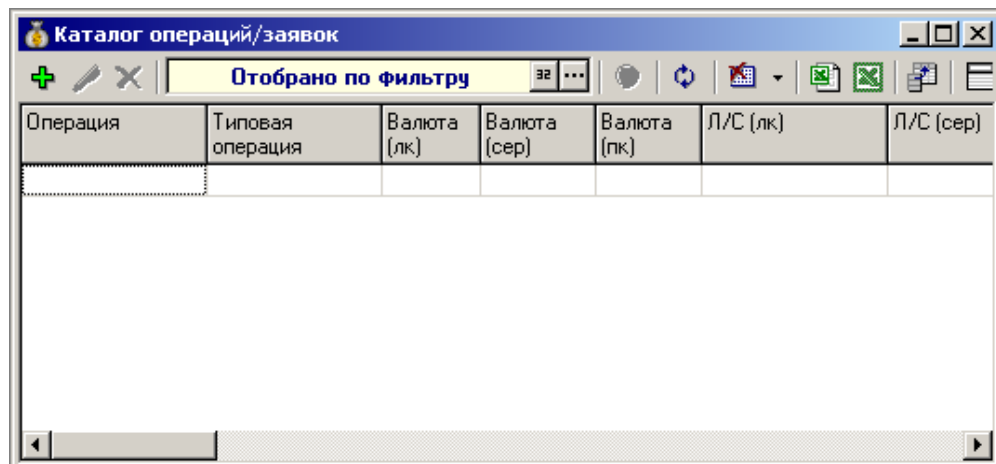 Каталог операций/заявок
Отобрано по фильтру
Операция Типовая операция Валюта (лк) Валюта (сер) Валюта (пк) Л/С (лк) Л/С (сер)